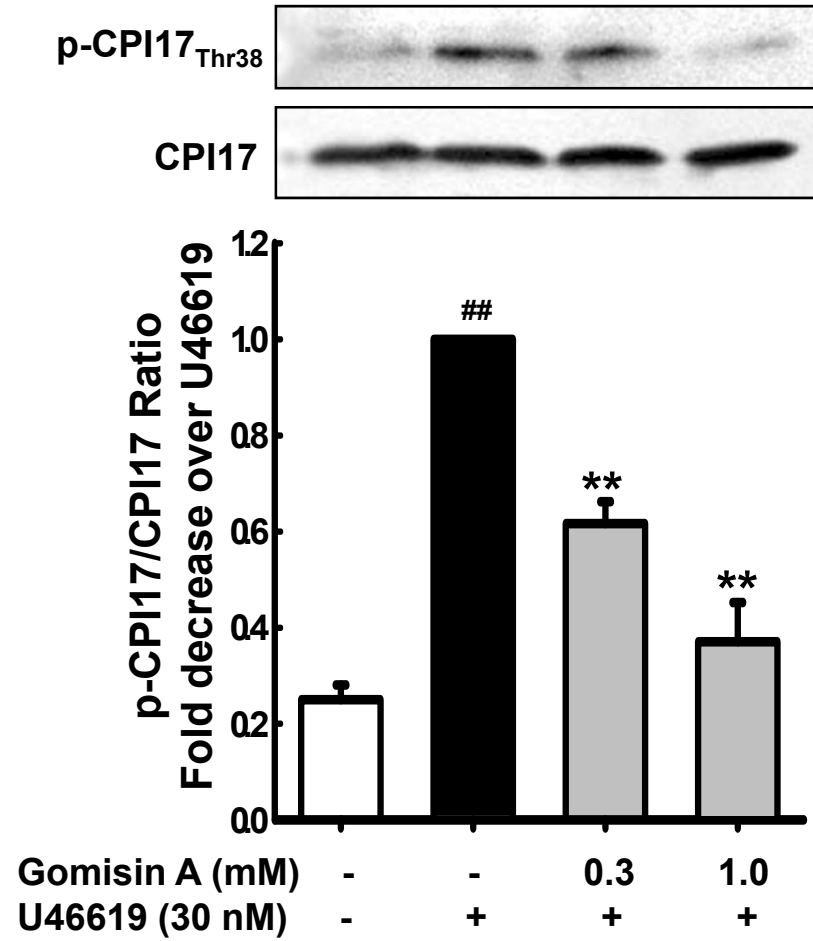 p-CPI17Thr38
CPI17
p-CPI17/CPI17 Ratio
Fold decrease over U46619
1.2
1.0
0.8
0.6
0.4
0.2
0.0
##
**
**
Gomisin A (mM) - - 0.3 1.0
U46619 (30 nM) - + + +